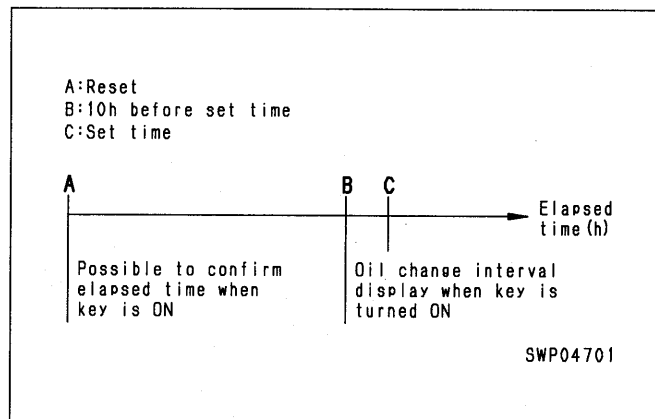 A:Reset
B:10h before set time
C:Set time
A
B C
Elapsed
time(h)
Possible to confirm
elapsed time when
key is ON
Oil change interval
display when key is
turned ON
SWP04701